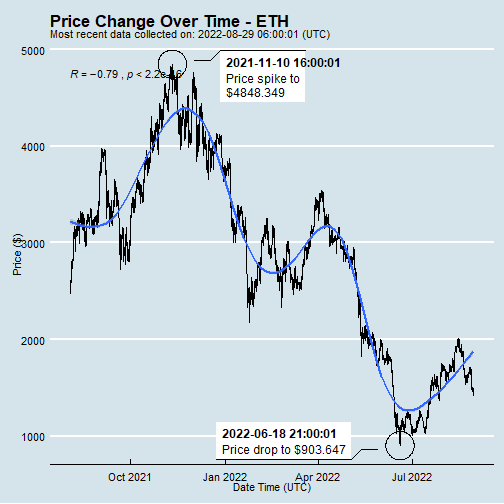 Price Change Over Time - ETH
Most recent data collected on: 2022-08-29 06:00:01 (UTC)
5000
R = −0.79 , p < 2.2e-16
2021-11-10 16:00:01
Price spike to
$4848.349
4000
3000
Price ($)
2000
2022-06-18 21:00:01
Price drop to $903.647
1000
Oct 2021
Jan 2022
Apr 2022
Jul 2022
Date Time (UTC)